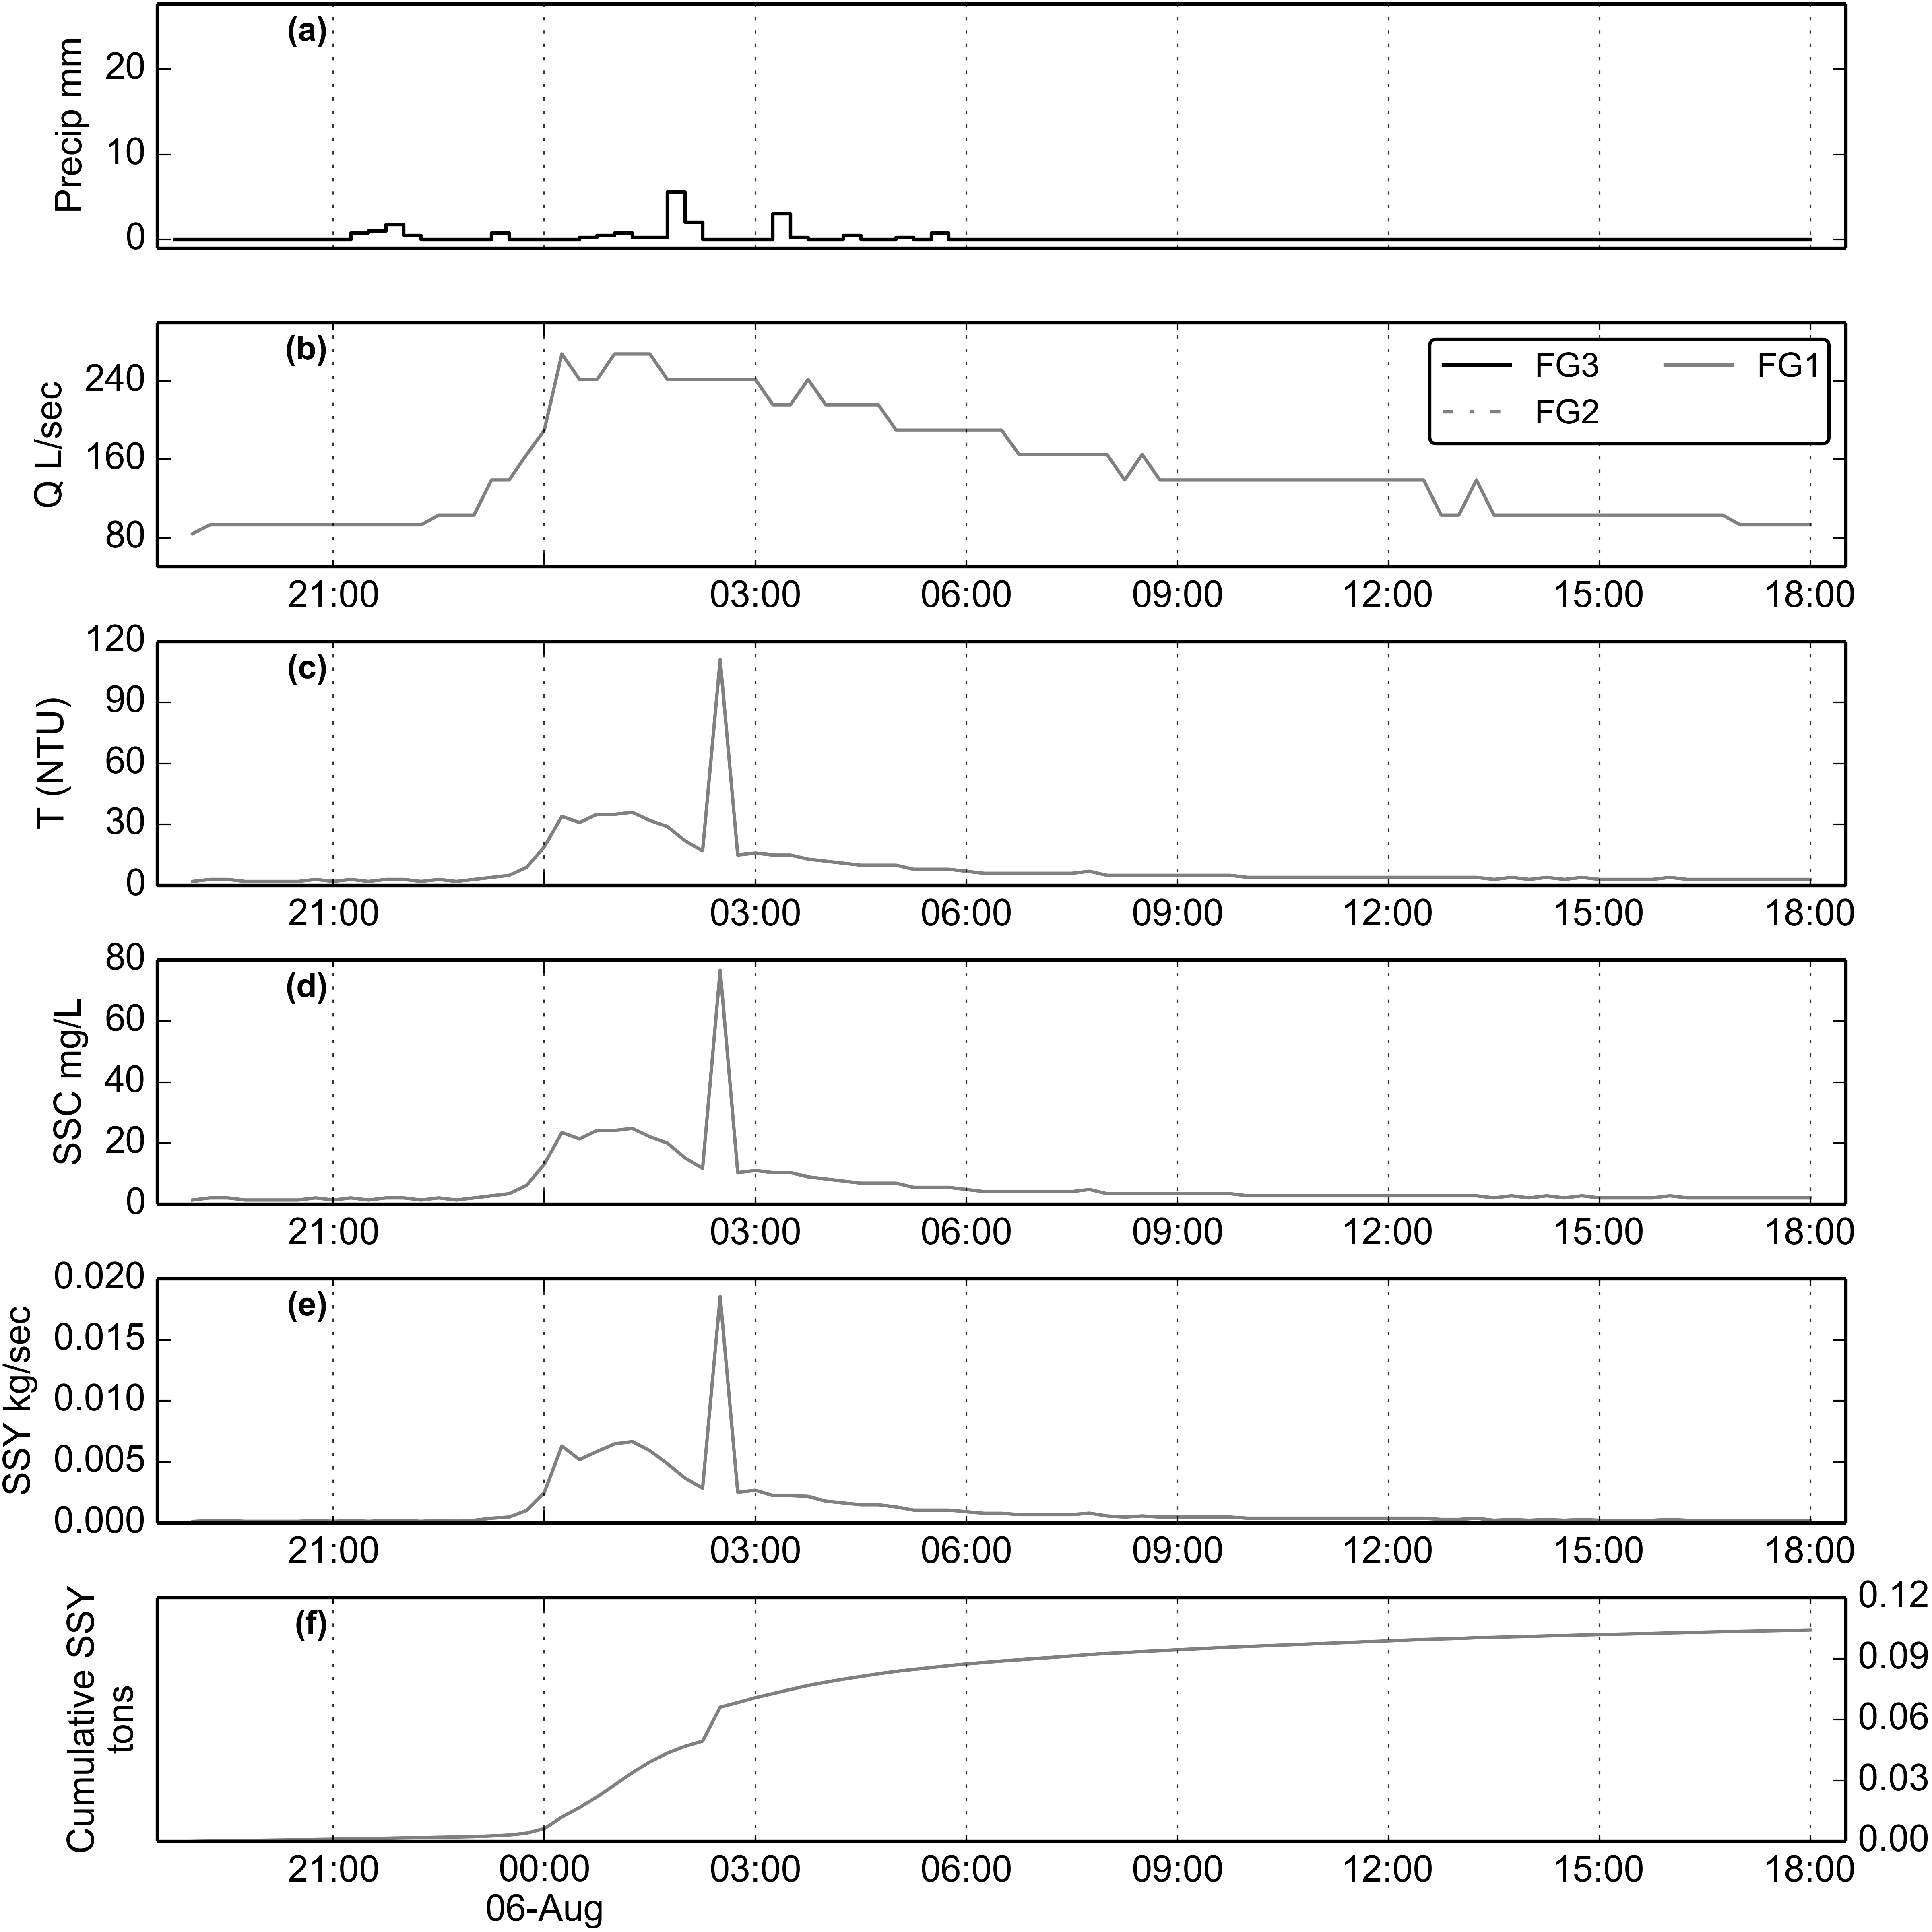 (a)
Precip mm
20
10
0
(b)
Q L/sec
240
160
80
FG3 FG1
FG2
21:00 03:00 06:00 09:00 12:00 15:00 18:00
(c)
T (NTU)
120
90
60
30
0
21:00 03:00 06:00 09:00 12:00 15:00 18:00
(d)
SSC mg/L
80
60
40
20
0
21:00 03:00 06:00 09:00 12:00 15:00 18:00
(e)
SSY kg/sec
0.020
0.015
0.010
0.005
0.000
21:00 03:00 06:00 09:00 12:00 15:00 18:00
(f)
Cumulative SSY
tons
0.12
0.09
0.06
0.03
0.00
21:00 00:00 03:00 06:00 09:00 12:00 15:00 18:00
06-Aug